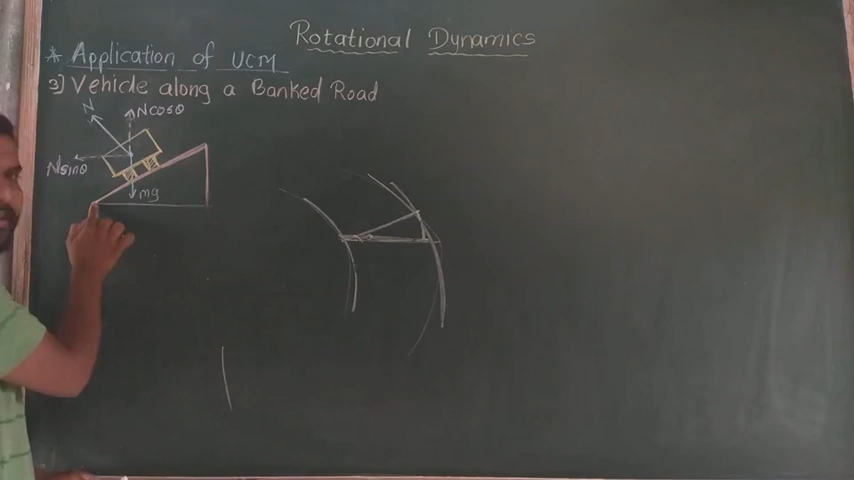 Rotational Dynamics
* Application of UCM
3] Vehicle along a Banked Road
N
Ncosθ
Nsinθ
mg